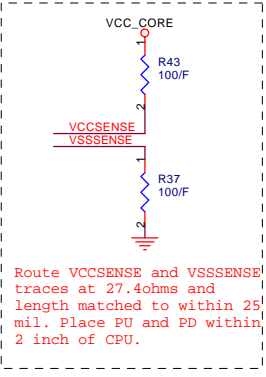 VCC_CORE
1
R43
100/F
2
VCCSENSE
VSSSENSE
1
R37
100/F
2
Route VCCSENSE and VSSSENSE
traces at 27.4ohms and
length matched to within 25
mil. Place PU and PD within
2 inch of CPU.